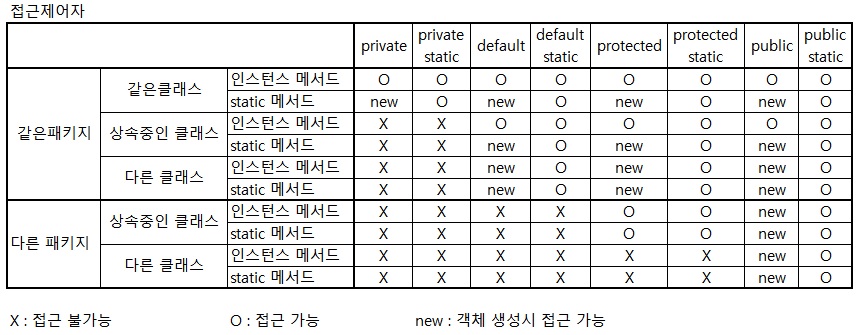 접근제어자
private private static default default static protected protected static public public static
같은패키지 같은클래스 인스턴스 메서드 O O O O O O O O
static 메서드 new O new O new O new O
상속중인 클래스 인스턴스 메서드 X X O O O O O O
static 메서드 X X new O new O new O
다른 클래스 인스턴스 메서드 X X new O new O new O
static 메서드 X X new O new O new O
다른 패키지 상속중인 클래스 인스턴스 메서드 X X X X O O new O
static 메서드 X X X X O O new O
다른 클래스 인스턴스 메서드 X X X X X X new O
static 메서드 X X X X X X new O
X : 접근 불가능 O : 접근 가능 new : 객체 생성시 접근 가능